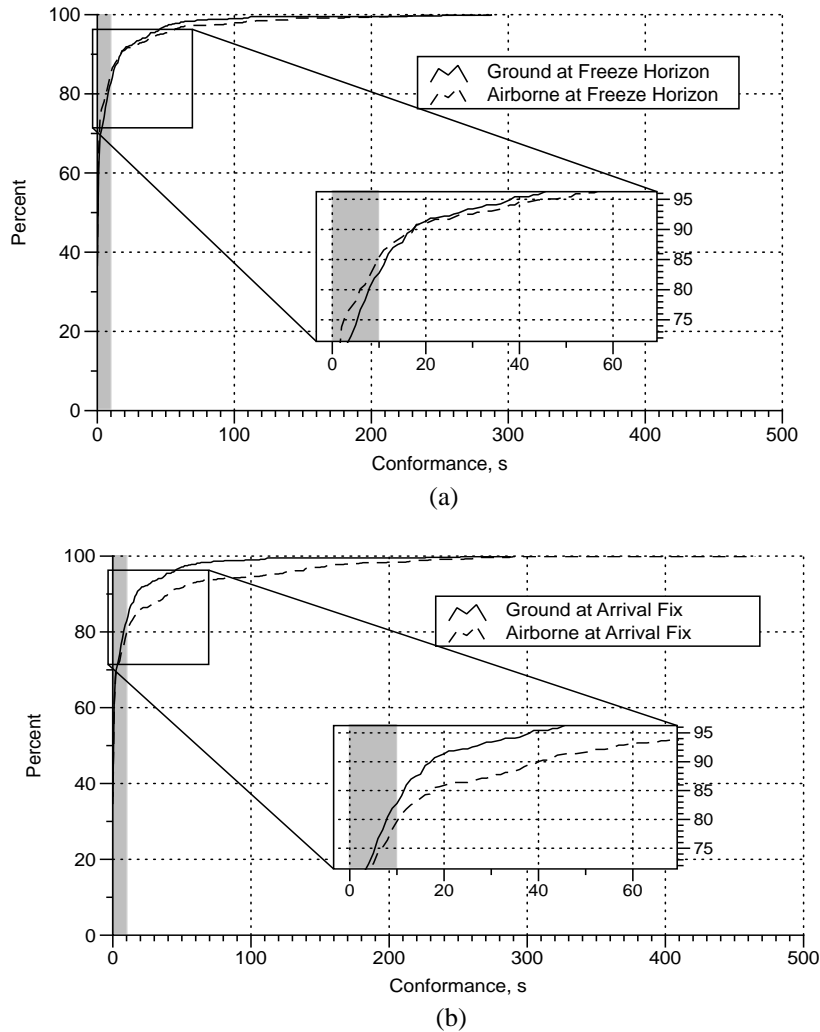 100
80
60
40
20
0
Percent
Ground at Freeze Horizon
Airborne at Freeze Horizon
95
90
85
80
75
0 20 40 60
0 100 200 300 400 500
Conformance, s
(a)
100
80
60
40
20
0
Percent
Ground at Arrival Fix
Airborne at Arrival Fix
95
90
85
80
75
0 20 40 60
0 100 200 300 400 500
Conformance, s
(b)